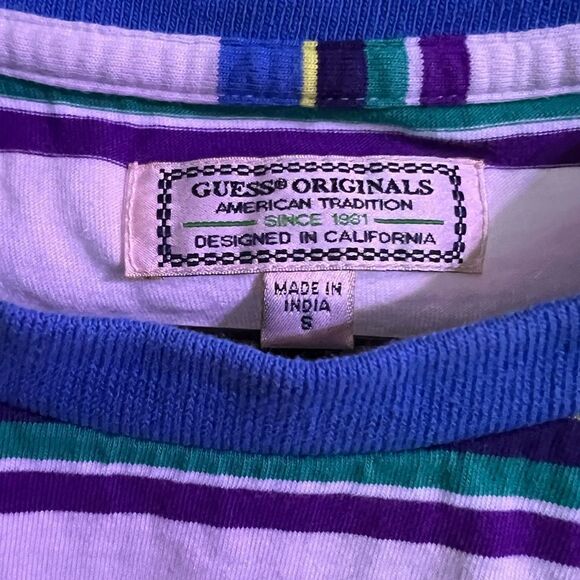 GUESS® ORIGINALS
AMERICAN TRADITION
SINCE 1981
DESIGNED IN CALIFORNIA
MADE IN
INDIA
S